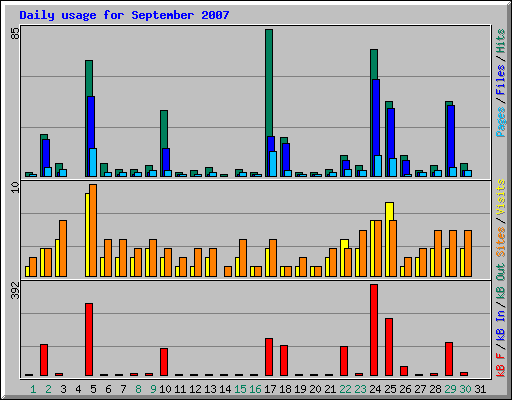 Daily usage for September 2007
85
Pages / Files / Hits
10
Sites / Visits
392
kB F / kB In / kB Out
1 2 3 4 5 6 7 8 9 10 11 12 13 14 15 16 17 18 19 20 21 22 23 24 25 26 27 28 29 30 31